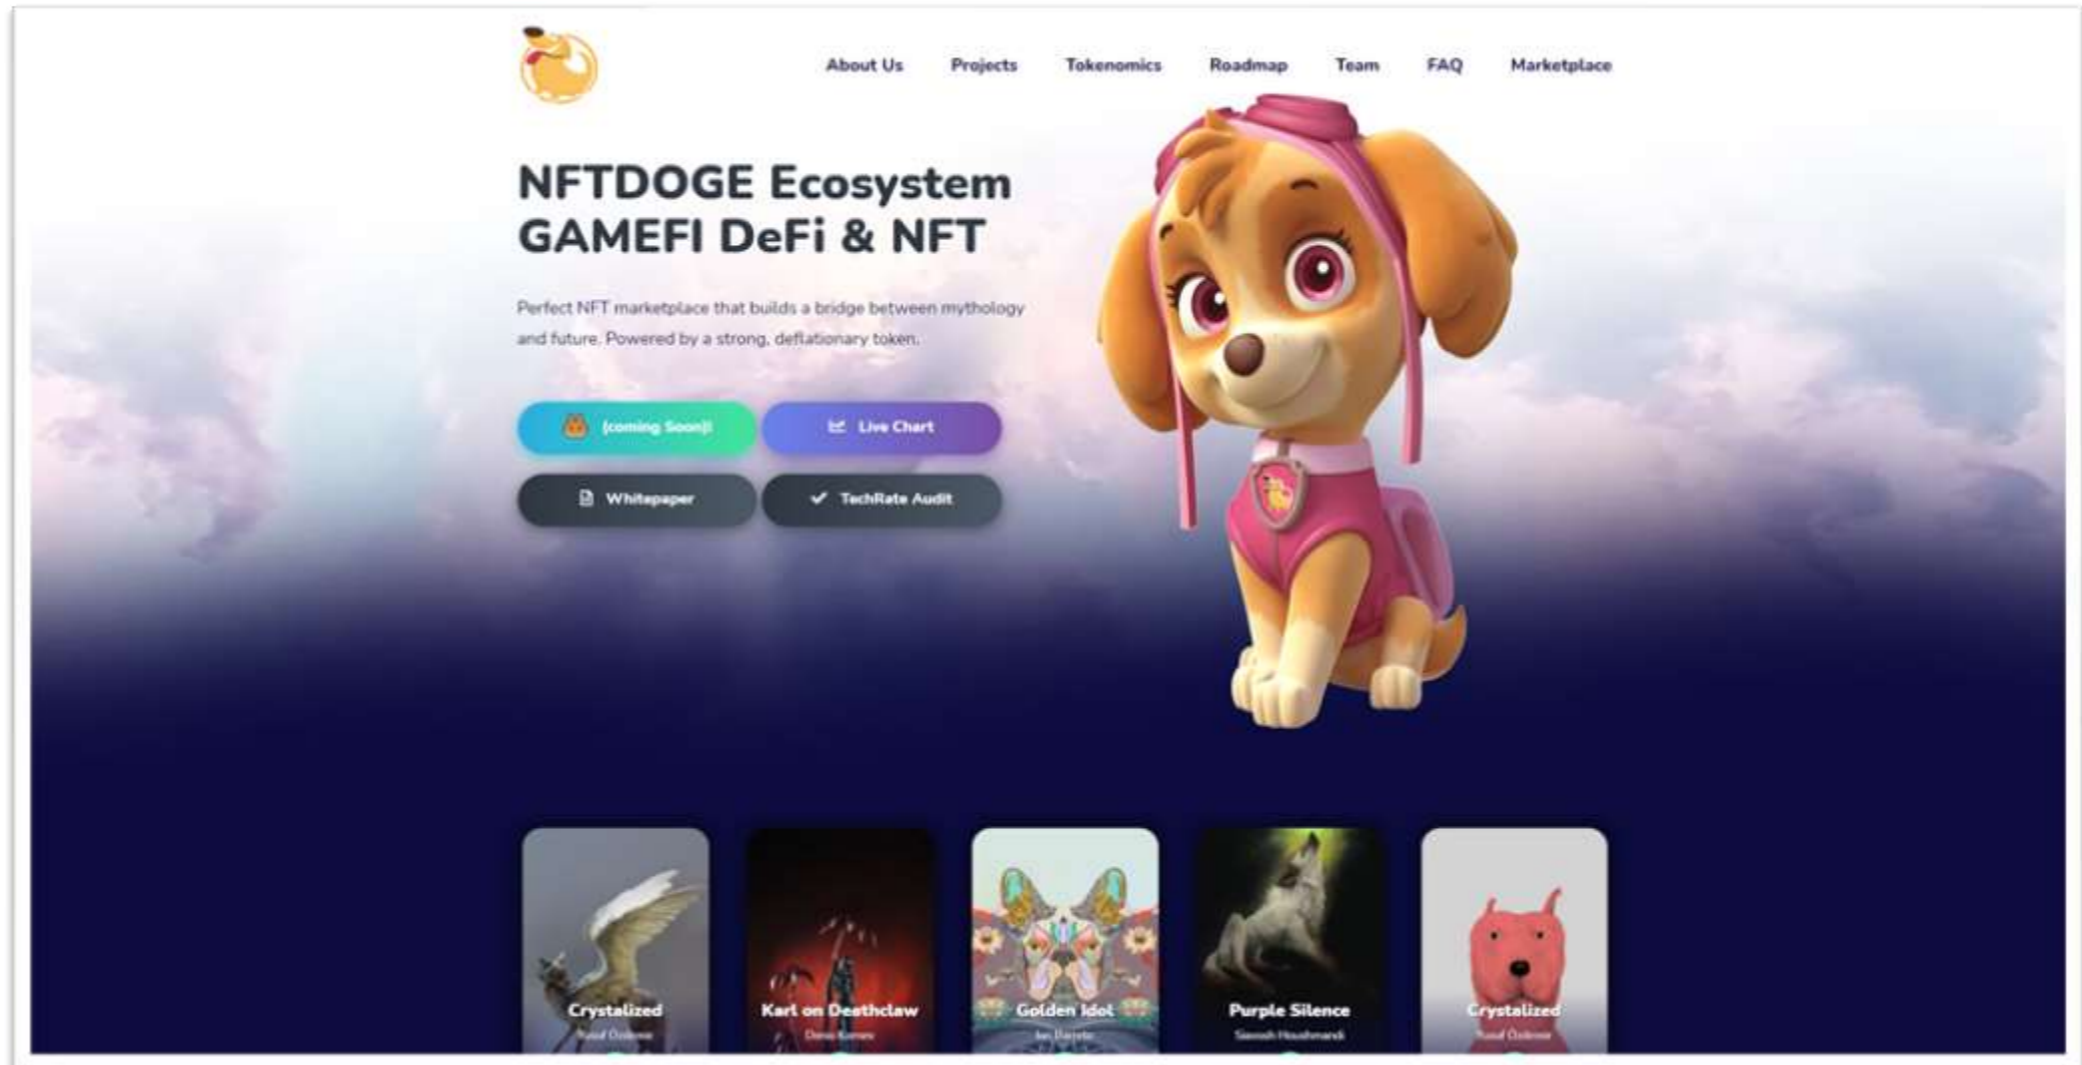 About Us Projects Tokenomics Roadmap Team FAQ Marketplace
NFTDOGE Ecosystem
GAMEFI DeFi & NFT
Perfect NFT marketplace that builds a bridge between mythology
and future. Powered by a strong, deflationary token.
(coming Soon)! Live Chart
Whitepaper TechRate Audit
Crystalized Karl on Deathclaw Golden Idol Purple Silence Crystalized